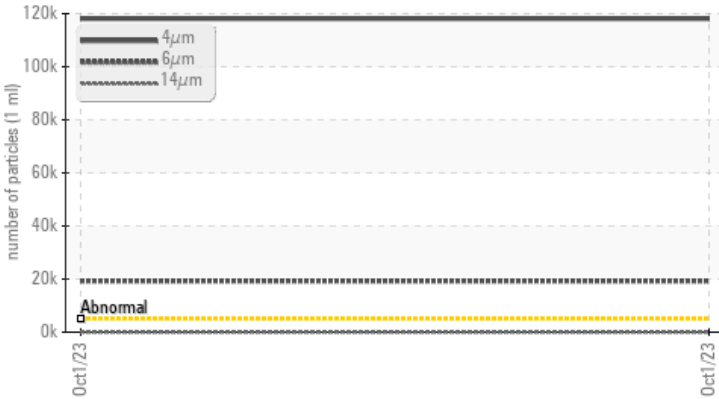 number of particles (1 ml)
120k
100k
80k
60k
40k
20k
0k
4µm
6µm
14µm
Abnormal
Oct1/23
Oct1/23